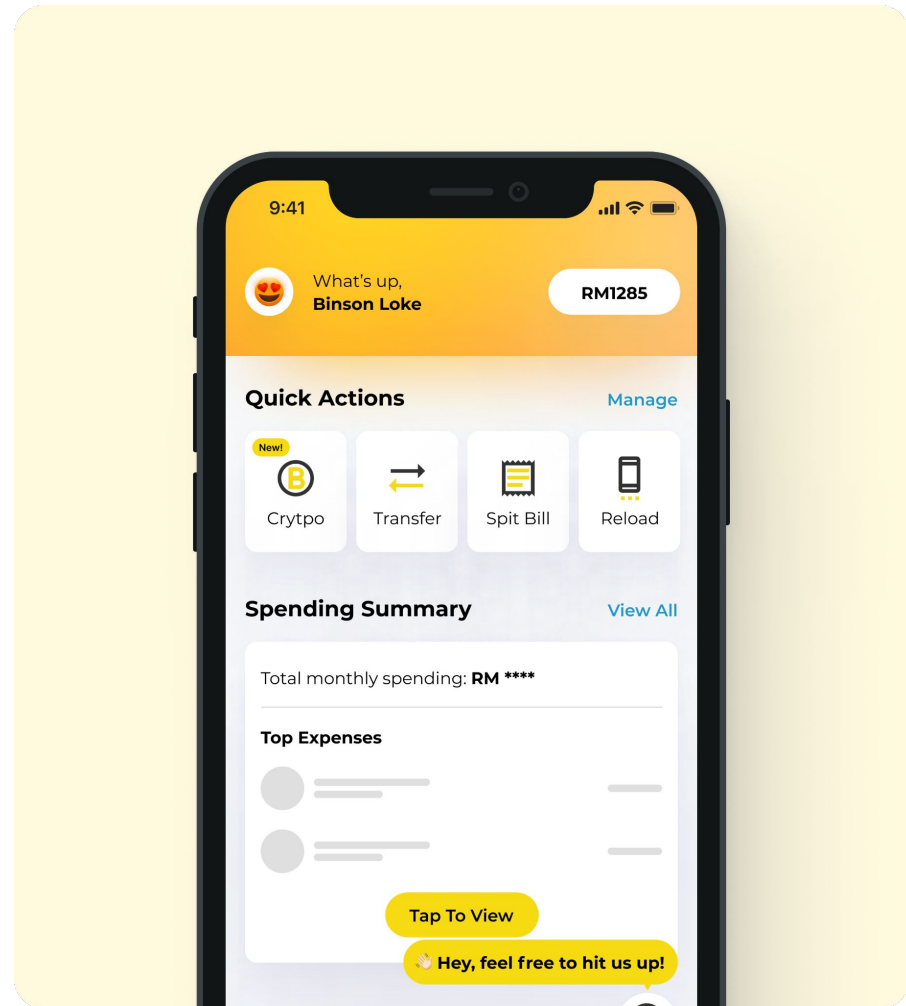 9:41
What's up,
Binson Loke
RM1285
Quick Actions
Manage
New!
Crytpo
Transfer
Spit Bill
Reload
Spending Summary
View All
Total monthly spending: RM ****
Top Expenses
Tap To View
👋 Hey, feel free to hit us up!